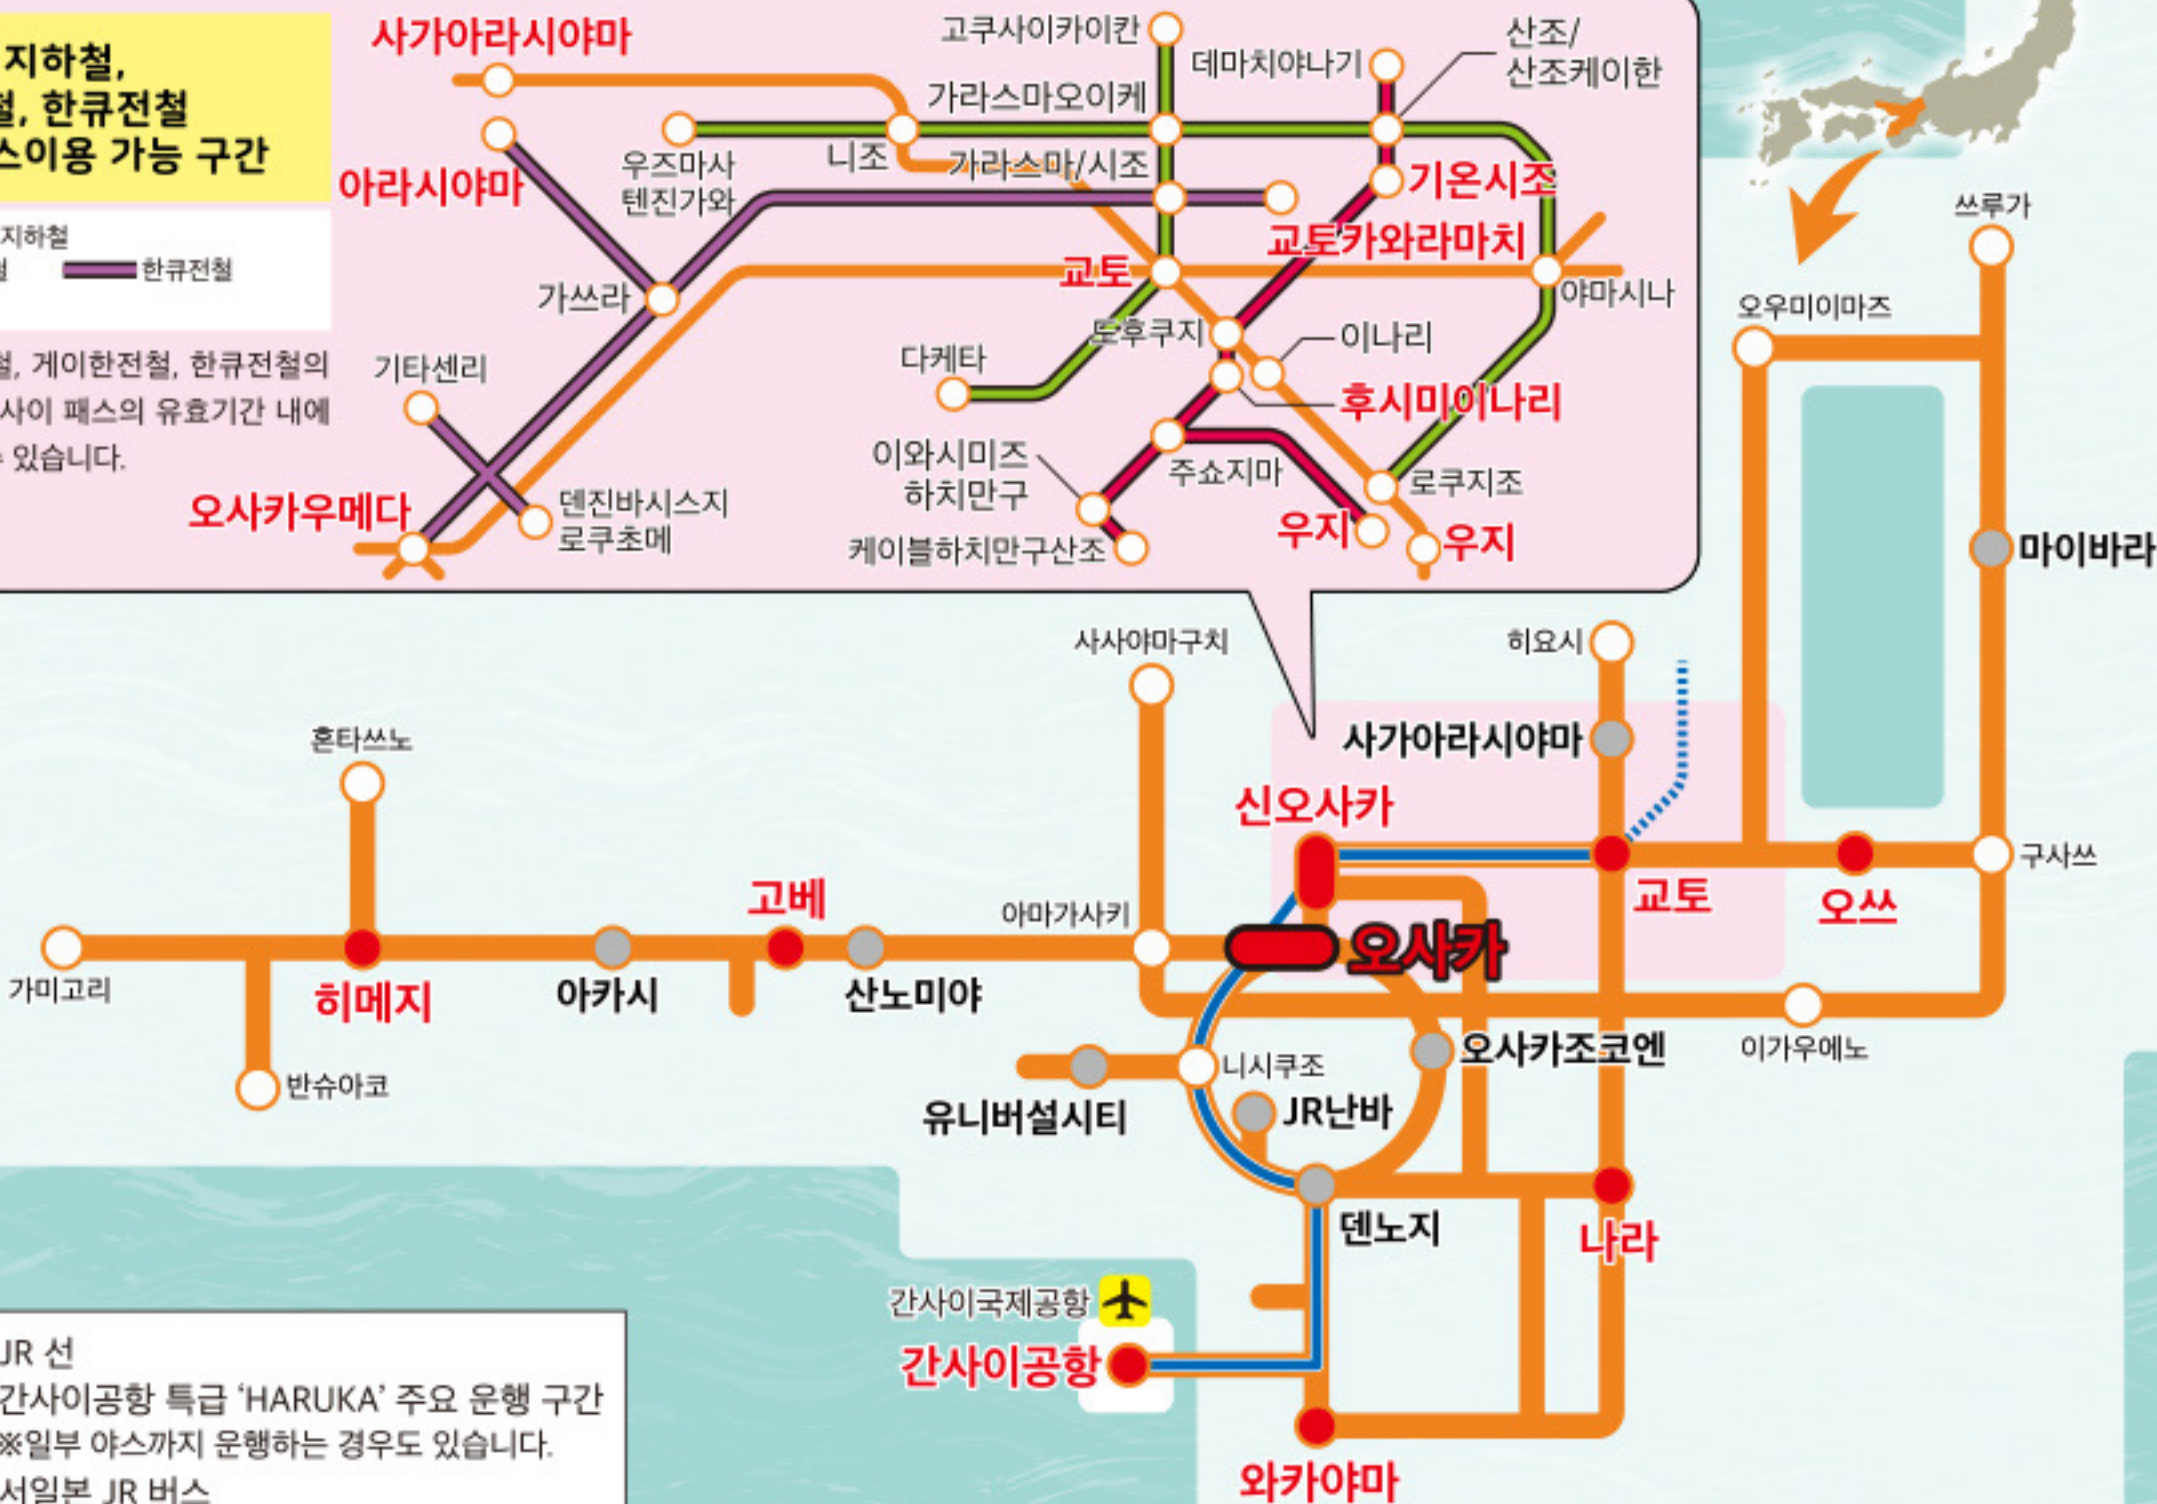 지하철,
철, 한큐전철
스이용 가능 구간
지하철
철
한큐전철
철, 게이한전철, 한큐전철의
사이 패스의 유효기간 내에
수 있습니다.
사가아라시야마
아라시야마
우즈마사
텐진가와
니조
고쿠사이카이칸
가라스마오이케
가라스마/시조
데마치야나기
산조/
산조케이한
기온시조
교토카와라마치
교토
야마시나
가쓰라
도후쿠지
이나리
다케타
후시미이나리
기타센리
이와시미즈
하치만구
주쇼지마
로쿠지조
오사카우메다
덴진바시스지
로쿠초메
케이블하치만구산조
우지
우지
쓰루가
오우미이마즈
마이바라
사사야마구치
히요시
사가아라시야마
혼타쓰노
신오사카
교토
오쓰
구사쓰
고베
아마가사키
오사카
가미고리
히메지
아카시
산노미야
이가우에노
오사카조코엔
니시쿠조
유니버설시티
JR난바
반슈아코
덴노지
나라
간사이국제공항
간사이공항
와카야마
JR 선
간사이공항 특급 ‘HARUKA’ 주요 운행 구간
※일부 야스까지 운행하는 경우도 있습니다.
서일본 JR 버스